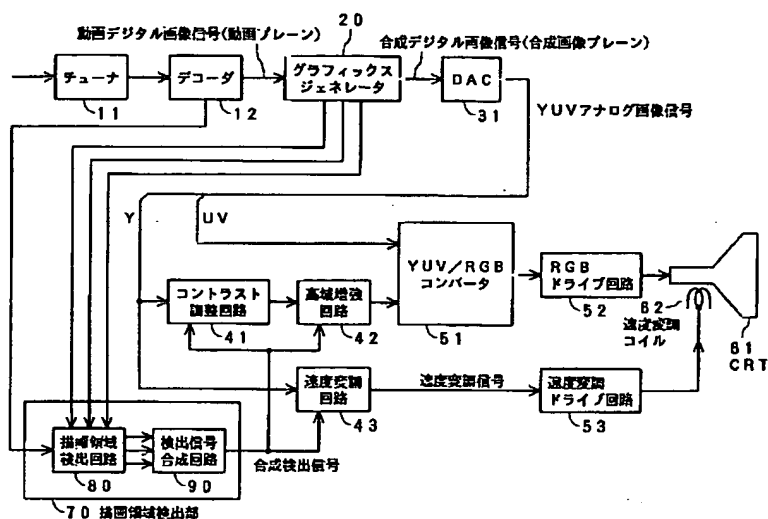 動画デジタル画像信号(動画プレーン)
20
合成デジタル画像信号(合成画像プレーン)
チューナ
デコーダ
グラフィックス
ジェネレータ
DAC
11
12
31
YUVアナログ画像信号
Y
UV
YUV/RGB
コンバータ
RGB
ドライブ回路
コントラスト
調整回路
高域増強
回路
41
42
51
52
62
速度変調
コイル
61
CRT
速度変調
回路
速度変調信号
速度変調
ドライブ回路
43
53
描画領域
検出回路
検出信号
合成回路
合成検出信号
80
90
70 描画領域検出部